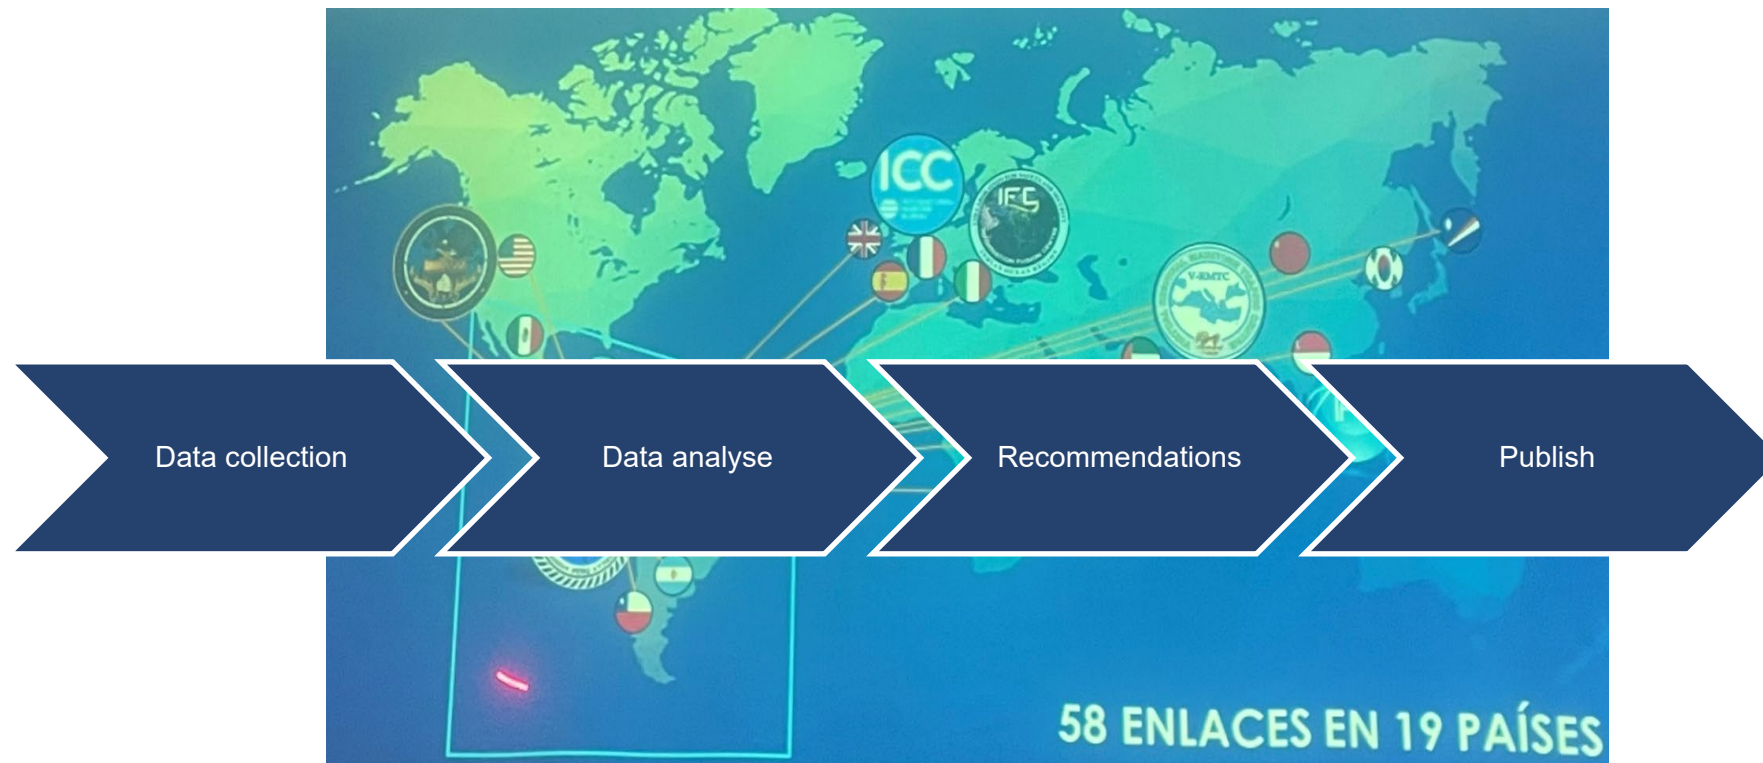 ICC
IFC
V-RMTC
Data collection
Data analyse
Recommendations
Publish
58 ENLACES EN 19 PAÍSES